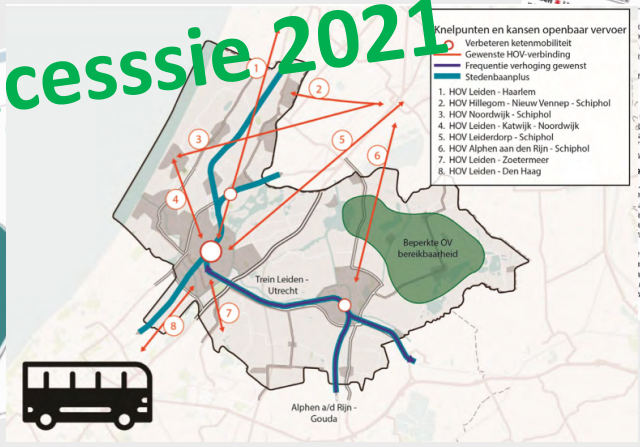 cesssie 2021
Knelpunten en kansen openbaar vervoer
Verbeteren ketenmobiliteit
Gewenste HOV-verbinding
Frequentie verhoging gewenst
Stedenbaanplus
1. HOV Leiden - Haarlem
2. HOV Hillegom - Nieuw Vennep - Schiphol
3. HOV Noordwijk - Schiphol
4. HOV Leiden - Katwijk - Noordwijk
5. HOV Leiderdorp - Schiphol
6. HOV Alphen aan den Rijn - Schiphol
7. HOV Leiden - Zoetermeer
8. HOV Leiden - Den Haag
1
2
3
5
6
4
Beperkte OV
bereikbaarheid
Trein Leiden -
Utrecht
7
8
Alphen a/d Rijn -
Gouda